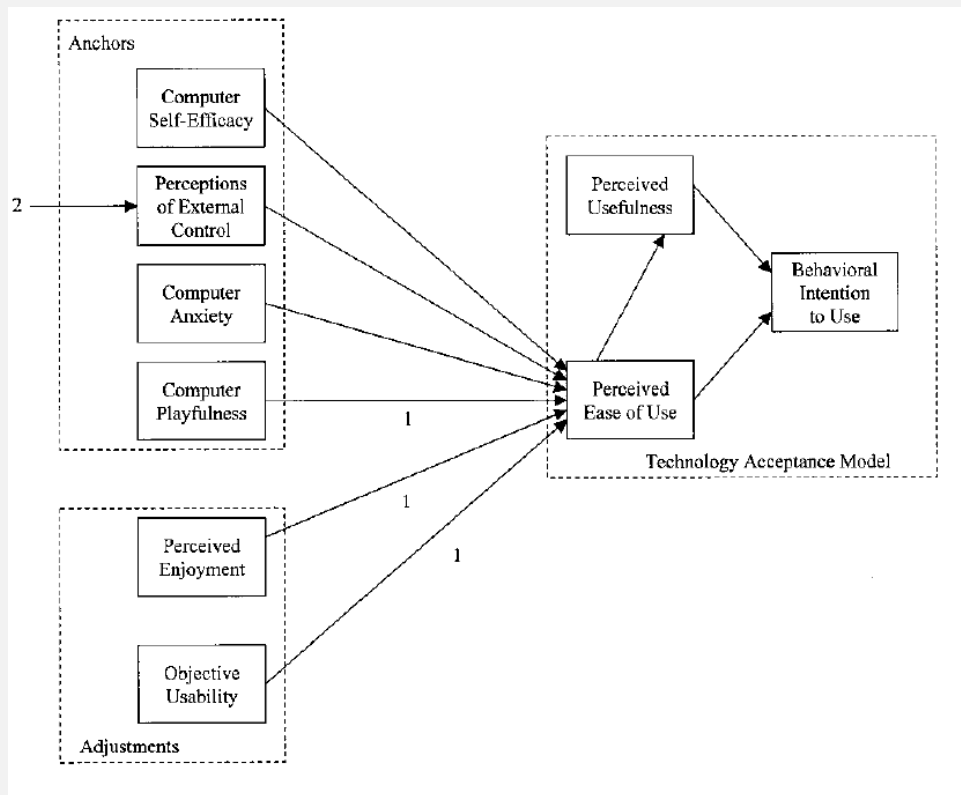 Anchors
Computer
Self-Efficacy
2
Perceptions
of External
Control
Computer
Anxiety
Computer
Playfulness
1
Perceived
Usefulness
Behavioral
Intention
to Use
Perceived
Ease of Use
Technology Acceptance Model
1
Perceived
Enjoyment
1
Objective
Usability
Adjustments